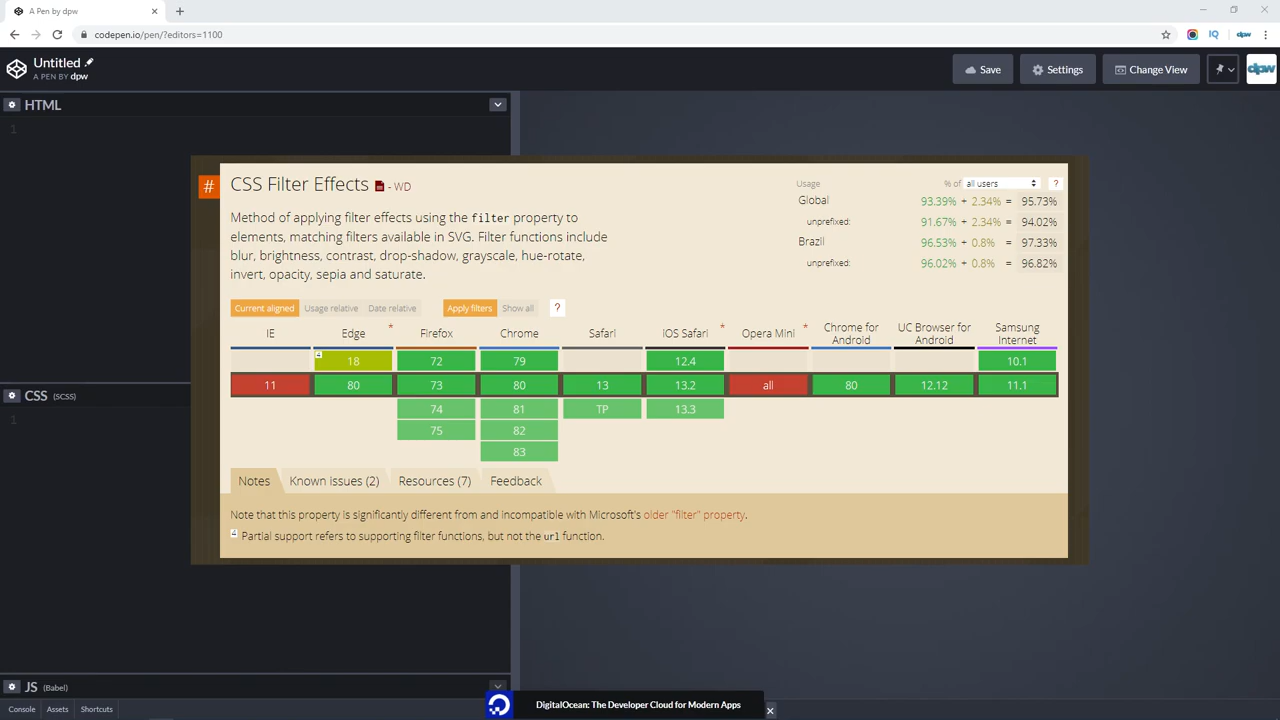 A Pen by dpw
codepen.io/pen/?editors=1100
IQ
dpw
Untitled
A PEN BY dpw
Save
Settings
Change View
dpw
HTML
1
# CSS Filter Effects - WD
Usage % of all users ?
Global 93.39% + 2.34% = 95.73%
unprefixed: 91.67% + 2.34% = 94.02%
Brazil 96.53% + 0.8% = 97.33%
unprefixed: 96.02% + 0.8% = 96.82%
Method of applying filter effects using the filter property to
elements, matching filters available in SVG. Filter functions include
blur, brightness, contrast, drop-shadow, grayscale, hue-rotate,
invert, opacity, sepia and saturate.
Current aligned Usage relative Date relative Apply filters Show all ?
IE Edge * Firefox Chrome Safari iOS Safari * Opera Mini * Chrome for Android UC Browser for Android Samsung Internet
4 18 72 79 12.4 10.1
11 80 73 80 13 13.2 all 80 12.12 11.1
74 81 TP 13.3
75 82
83
CSS (SCSS)
1
Notes Known issues (2) Resources (7) Feedback
Note that this property is significantly different from and incompatible with Microsoft's older "filter" property.
4 Partial support refers to supporting filter functions, but not the url function.
JS (Babel)
Console Assets Shortcuts
DigitalOcean: The Developer Cloud for Modern Apps